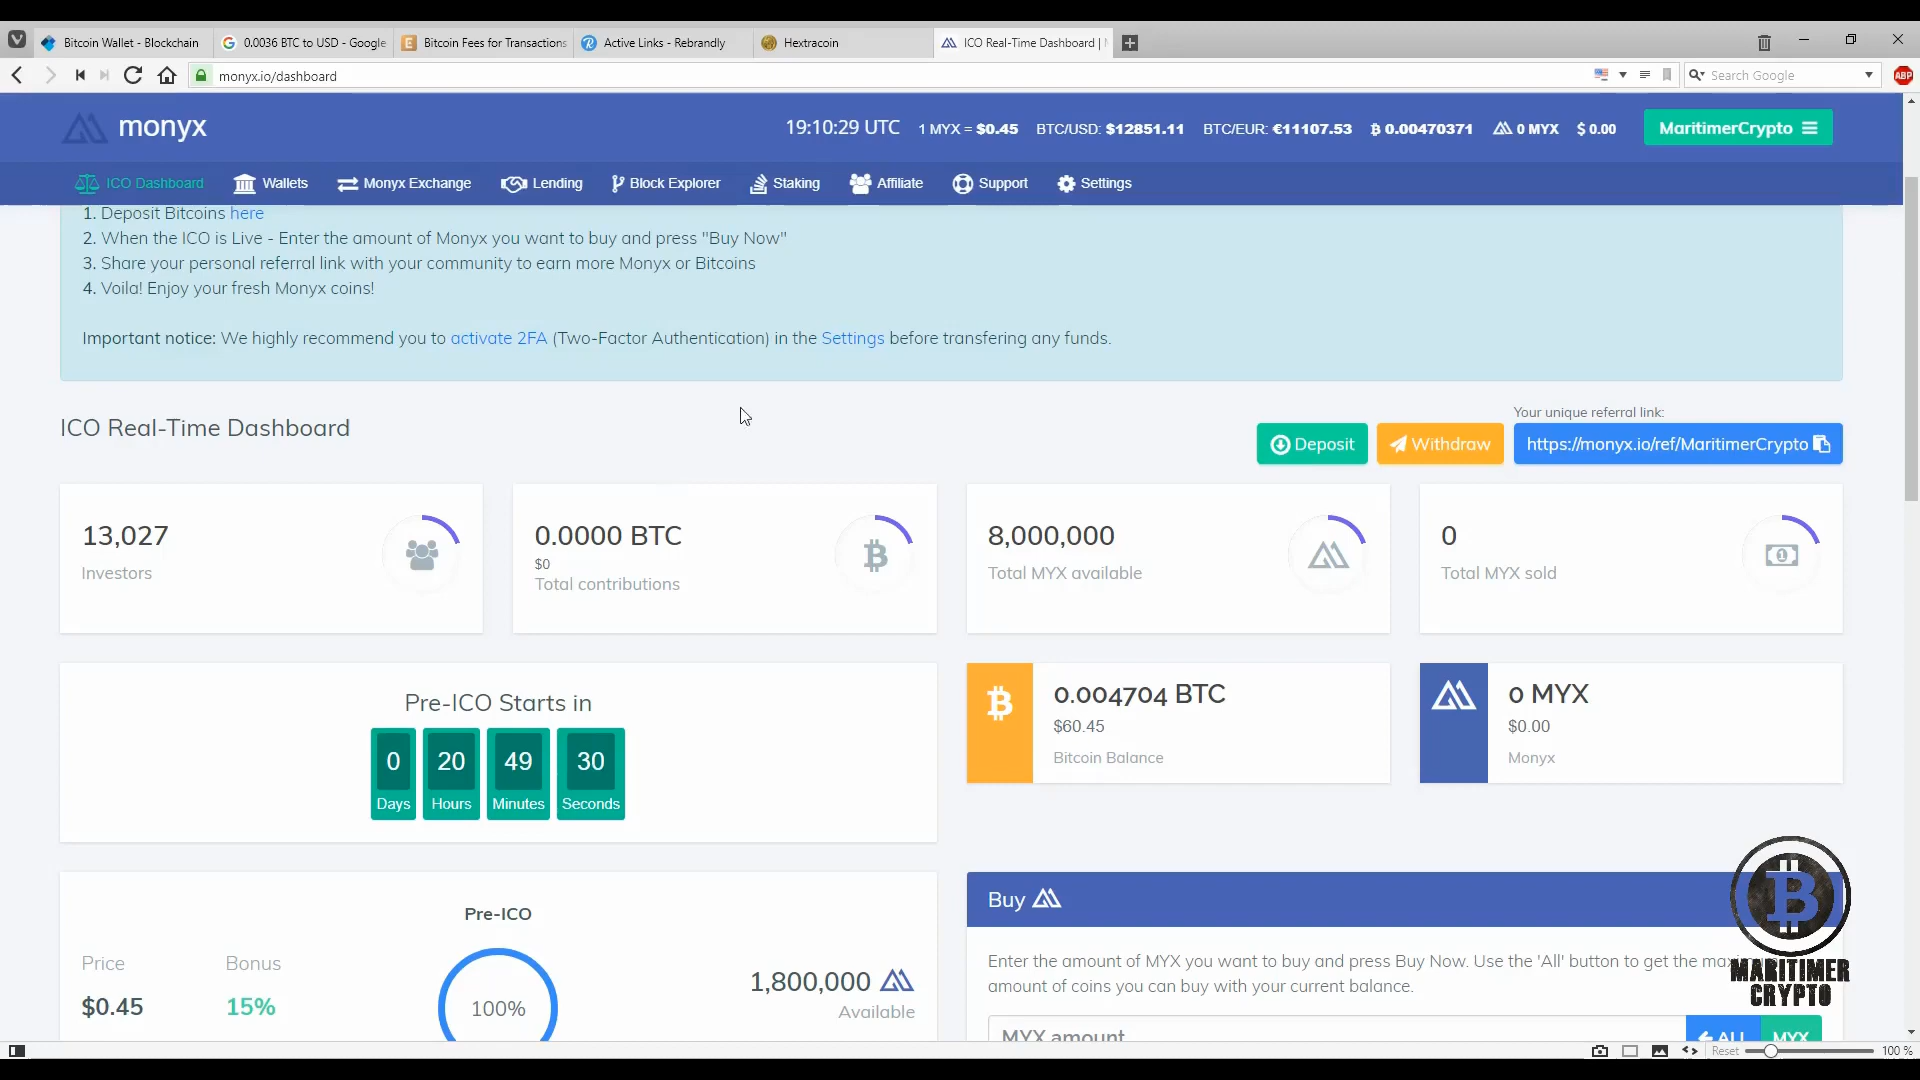 Bitcoin Wallet - Blockchain
0.0036 BTC to USD - Google
Bitcoin Fees for Transactions
Active Links - Rebrandly
Hextracoin
ICO Real-Time Dashboard |
monyx.io/dashboard
Search Google
ABP
monyx
19:10:29 UTC
1 MYX = $0.45
BTC/USD: $12851.11
BTC/EUR: €11107.53
0.00470371
0 MYX
$ 0.00
MaritimerCrypto
ICO Dashboard
Wallets
Monyx Exchange
Lending
Block Explorer
Staking
Affiliate
Support
Settings
1. Deposit Bitcoins here
2. When the ICO is Live - Enter the amount of Monyx you want to buy and press "Buy Now"
3. Share your personal referral link with your community to earn more Monyx or Bitcoins
4. Voila! Enjoy your fresh Monyx coins!
Important notice: We highly recommend you to activate 2FA (Two-Factor Authentication) in the Settings before transfering any funds.
ICO Real-Time Dashboard
Deposit
Withdraw
Your unique referral link:
https://monyx.io/ref/MaritimerCrypto
13,027
Investors
0.0000 BTC
$0
Total contributions
8,000,000
Total MYX available
0
Total MYX sold
Pre-ICO Starts in
0
20
49
30
Days
Hours
Minutes
Seconds
0.004704 BTC
$60.45
Bitcoin Balance
0 MYX
$0.00
Monyx
Pre-ICO
Price
Bonus
$0.45
15%
100%
1,800,000
Available
Buy
Enter the amount of MYX you want to buy and press Buy Now. Use the 'All' button to get the
amount of coins you can buy with your current balance.
MYX amount
ALL
MYX
MARITIMER
CRYPTO
Reset
100 %